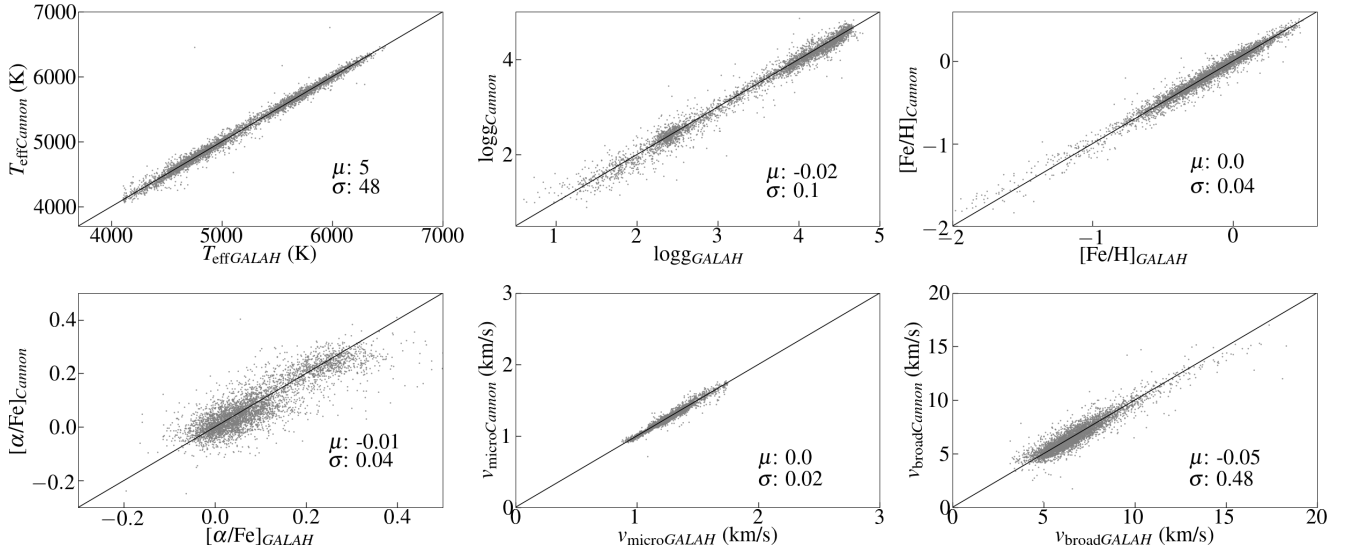 7000
6000
5000
4000
T_effCannon (K)
μ: 5
σ: 48
4000 5000 6000 7000
T_effGALAH (K)
4
2
logg_Cannon
μ: -0.02
σ: 0.1
1 2 3 4 5
logg_GALAH
0
−1
−2
[Fe/H]_Cannon
μ: 0.0
σ: 0.04
−2 −1 0
[Fe/H]_GALAH
0.4
0.2
0.0
−0.2
[α/Fe]_Cannon
μ: -0.01
σ: 0.04
−0.2 0.0 0.2 0.4
[α/Fe]_GALAH
3
2
1
0
v_microCannon (km/s)
μ: 0.0
σ: 0.02
0 1 2 3
v_microGALAH (km/s)
20
15
10
5
0
v_broadCannon (km/s)
μ: -0.05
σ: 0.48
0 5 10 15 20
v_broadGALAH (km/s)